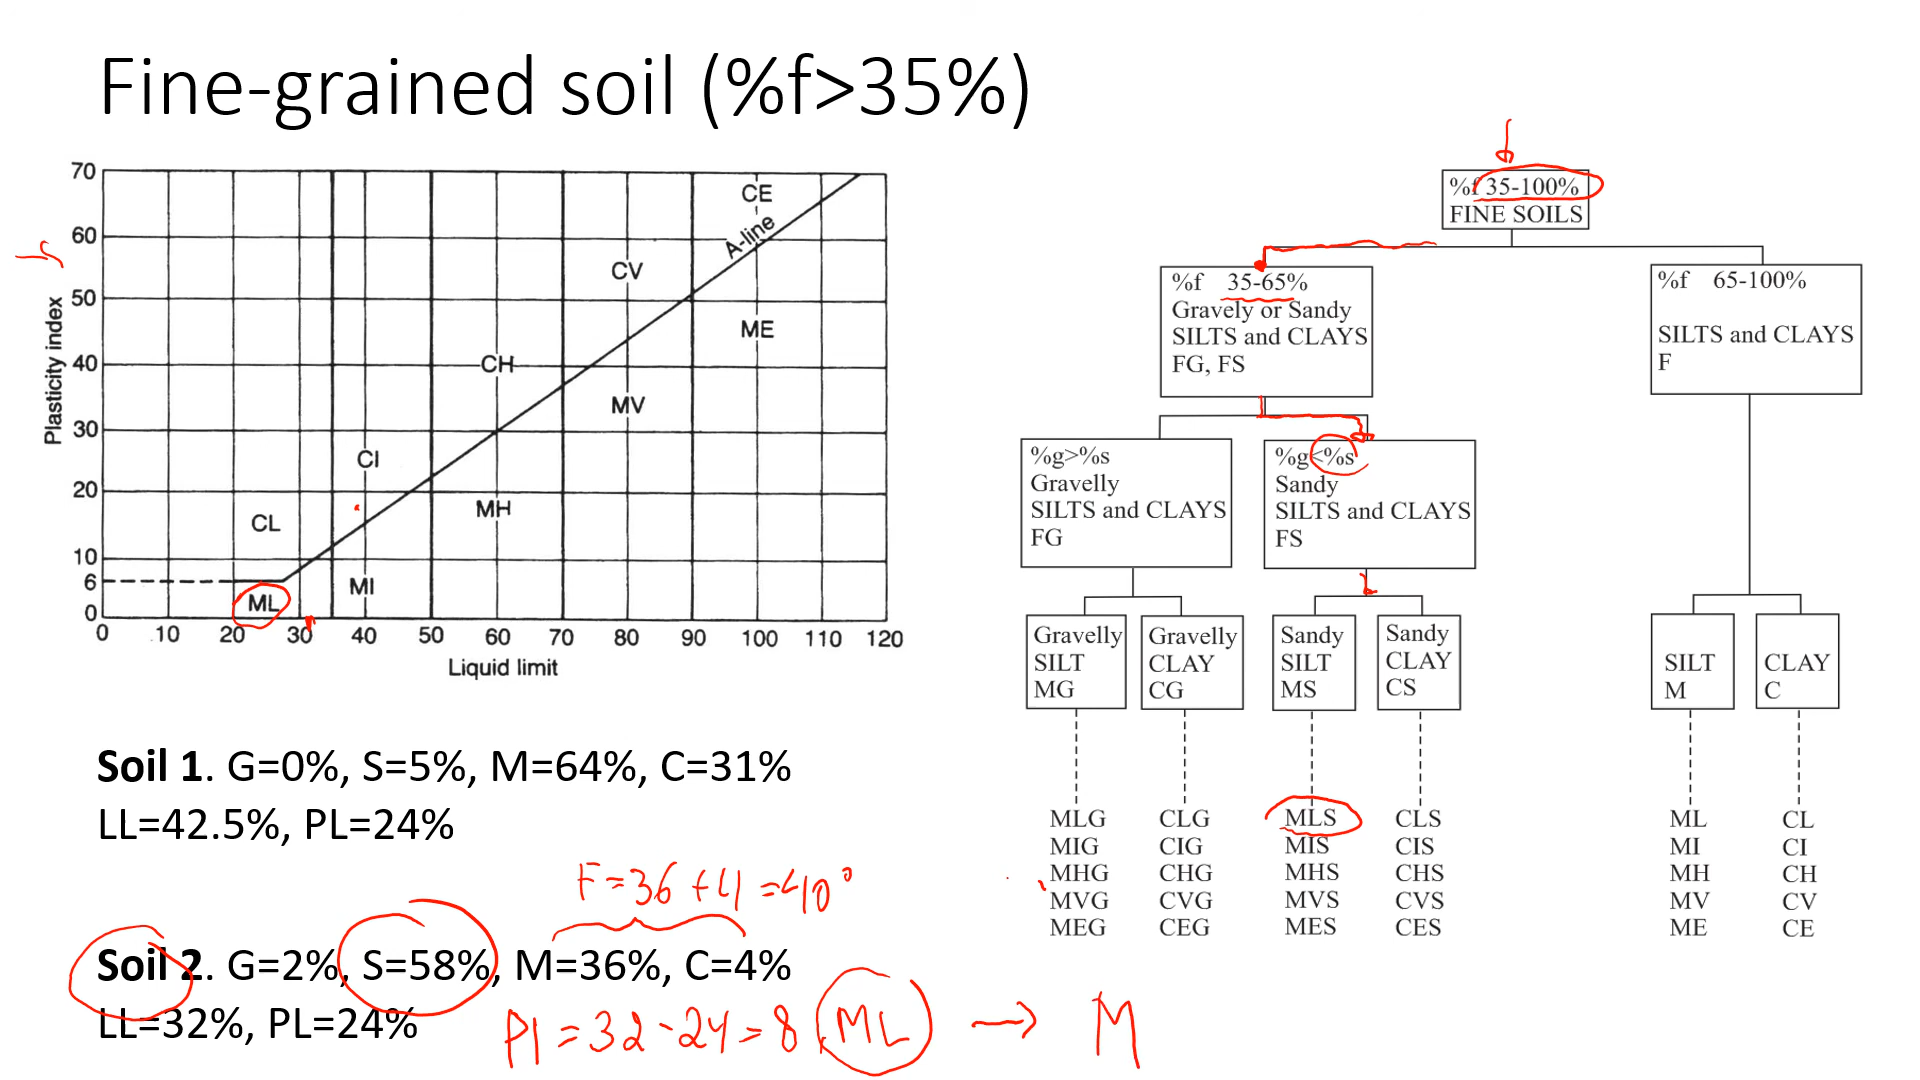 Fine-grained soil (%f>35%)
70
60
50
40
30
20
10
6
0
Plasticity index
CE
A-line
CV
ME
CH
MV
CI
MH
CL
MI
ML
0 10 20 30 40 50 60 70 80 90 100 110 120
Liquid limit
%f 35-100%
FINE SOILS
%f 35-65%
Gravely or Sandy
SILTS and CLAYS
FG, FS
%f 65-100%
SILTS and CLAYS
F
%g>%s
Gravelly
SILTS and CLAYS
FG
%g<%s
Sandy
SILTS and CLAYS
FS
Gravelly
SILT
MG
Gravelly
CLAY
CG
Sandy
SILT
MS
Sandy
CLAY
CS
SILT
M
CLAY
C
MLG CLG MLS CLS ML CL
MIG CIG MIS CIS MI CI
MHG CHG MHS CHS MH CH
MVG CVG MVS CVS MV CV
MEG CEG MES CES ME CE
Soil 1. G=0%, S=5%, M=64%, C=31%
LL=42.5%, PL=24%
F=36+4=40
Soil 2. G=2%, S=58%, M=36%, C=4%
LL=32%, PL=24%
PI=32-24=8 ML → M